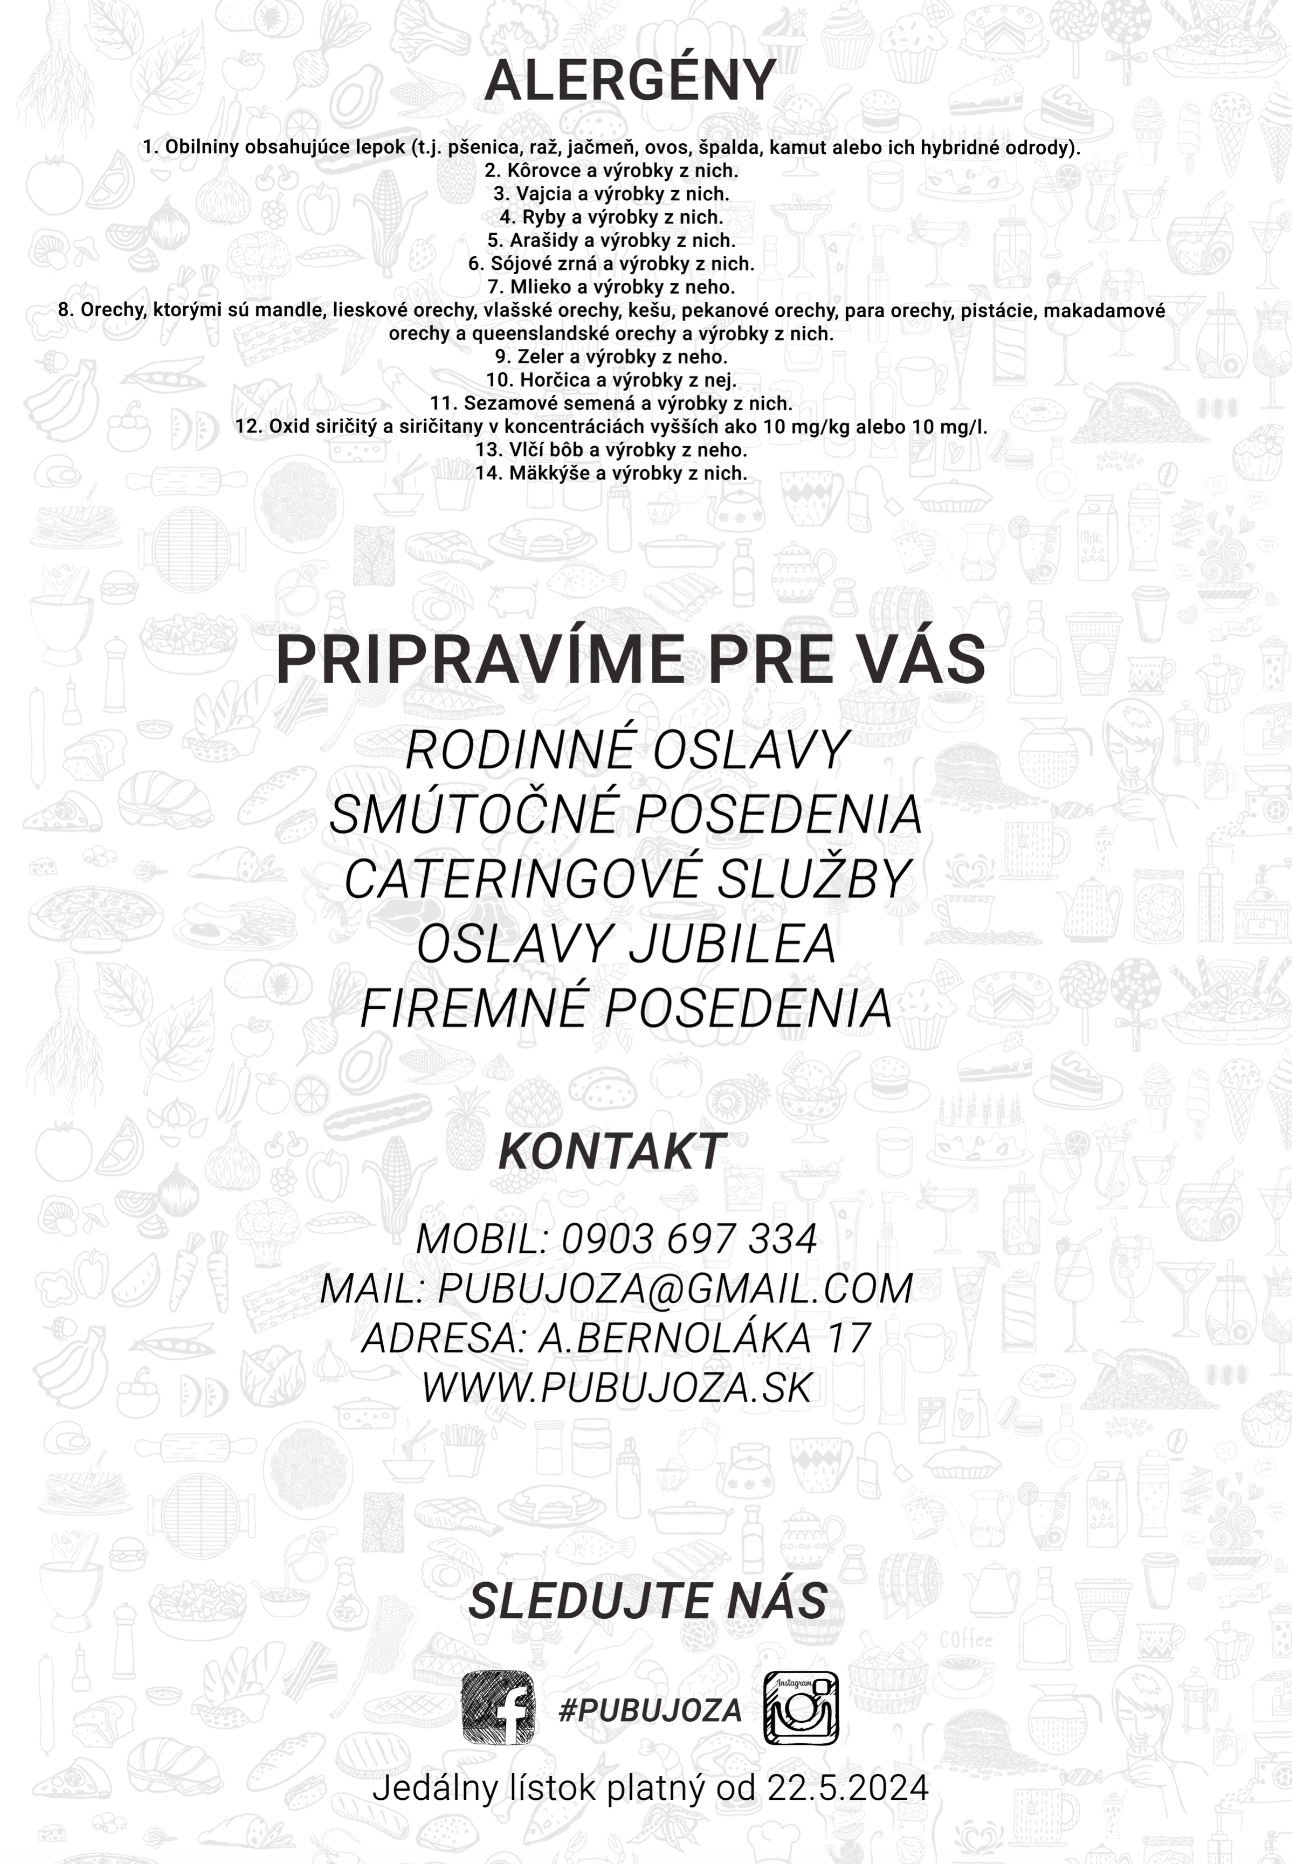 ALERGÉNY
1. Obilniny obsahujúce lepok (t.j. pšenica, raž, jačmeň, ovos, špalda, kamut alebo ich hybridné odrody).
2. Kôrovce a výrobky z nich.
3. Vajcia a výrobky z nich.
4. Ryby a výrobky z nich.
5. Arašidy a výrobky z nich.
6. Sójové zrná a výrobky z nich.
7. Mlieko a výrobky z neho.
8. Orechy, ktorými sú mandle, lieskové orechy, vlašské orechy, kešu, pekanové orechy, para orechy, pistácie, makadamové
orechy a queenslandské orechy a výrobky z nich.
9. Zeler a výrobky z neho.
10. Horčica a výrobky z nej.
11. Sezamové semená a výrobky z nich.
12. Oxid siričitý a siričitany v koncentráciách vyšších ako 10 mg/kg alebo 10 mg/l.
13. Vlčí bôb a výrobky z neho.
14. Mäkkýše a výrobky z nich.
Milk
PRIPRAVÍME PRE VÁS
RODINNÉ OSLAVY
SMÚTOČNÉ POSEDENIA
CATERINGOVÉ SLUŽBY
OSLAVY JUBILEA
FIREMNÉ POSEDENIA
KONTAKT
MOBIL: 0903 697 334
MAIL: PUBUJOZA@GMAIL.COM
ADRESA: A.BERNOLÁKA 17
WWW.PUBUJOZA.SK
Milk
SLEDUJTE NÁS
coffee
Instagram
#PUBUJOZA
Jedálny lístok platný od 22.5.2024